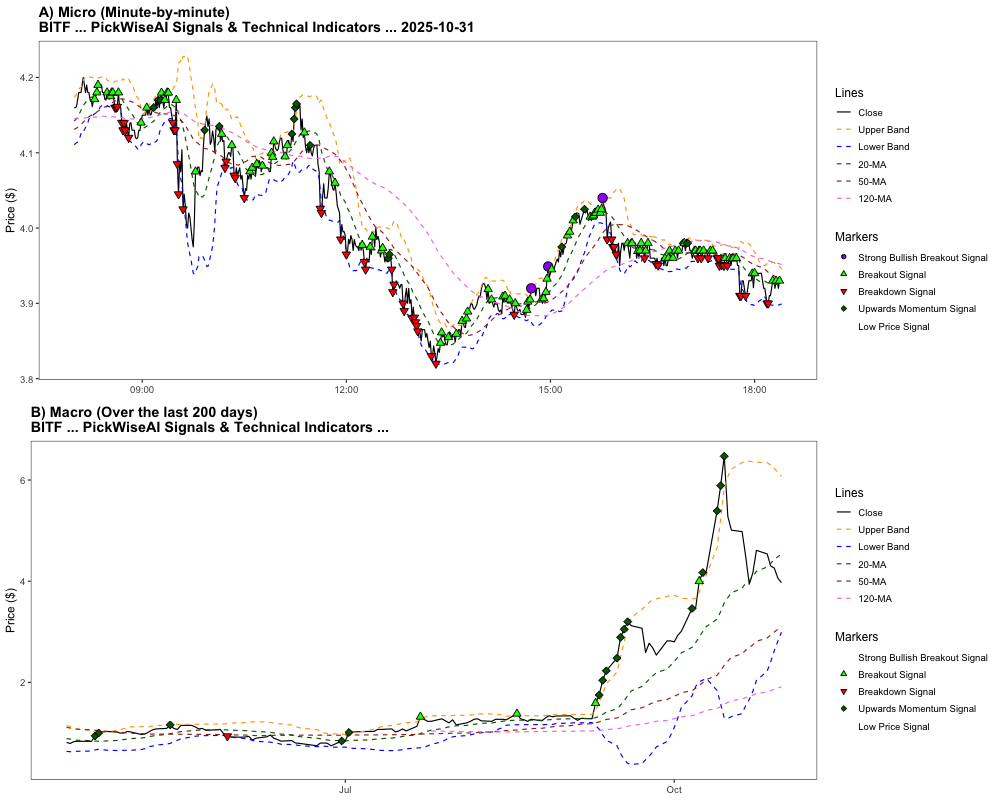 A) Micro (Minute-by-minute)
BITF ... PickWiseAI Signals & Technical Indicators ... 2025-10-31
Price ($)
4.2
4.1
4.0
3.9
3.8
09:00
12:00
15:00
18:00
Lines
Close
Upper Band
Lower Band
20-MA
50-MA
120-MA
Markers
Strong Bullish Breakout Signal
Breakout Signal
Breakdown Signal
Upwards Momentum Signal
Low Price Signal
B) Macro (Over the last 200 days)
BITF ... PickWiseAI Signals & Technical Indicators ...
Price ($)
6
4
2
Jul
Oct
Lines
Close
Upper Band
Lower Band
20-MA
50-MA
120-MA
Markers
Strong Bullish Breakout Signal
Breakout Signal
Breakdown Signal
Upwards Momentum Signal
Low Price Signal